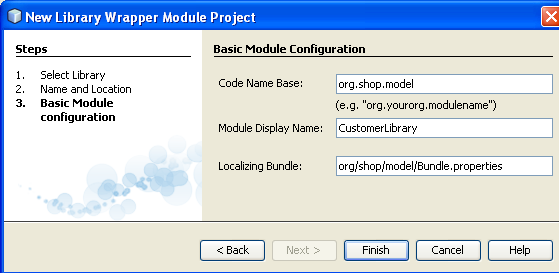 New Library Wrapper Module Project
Steps
1. Select Library
2. Name and Location
3. Basic Module
configuration
Basic Module Configuration
Code Name Base: org.shop.model
(e.g. "org.yourorg.modulename")
Module Display Name: CustomerLibrary
Localizing Bundle: org/shop/model/Bundle.properties
< Back Next > Finish Cancel Help